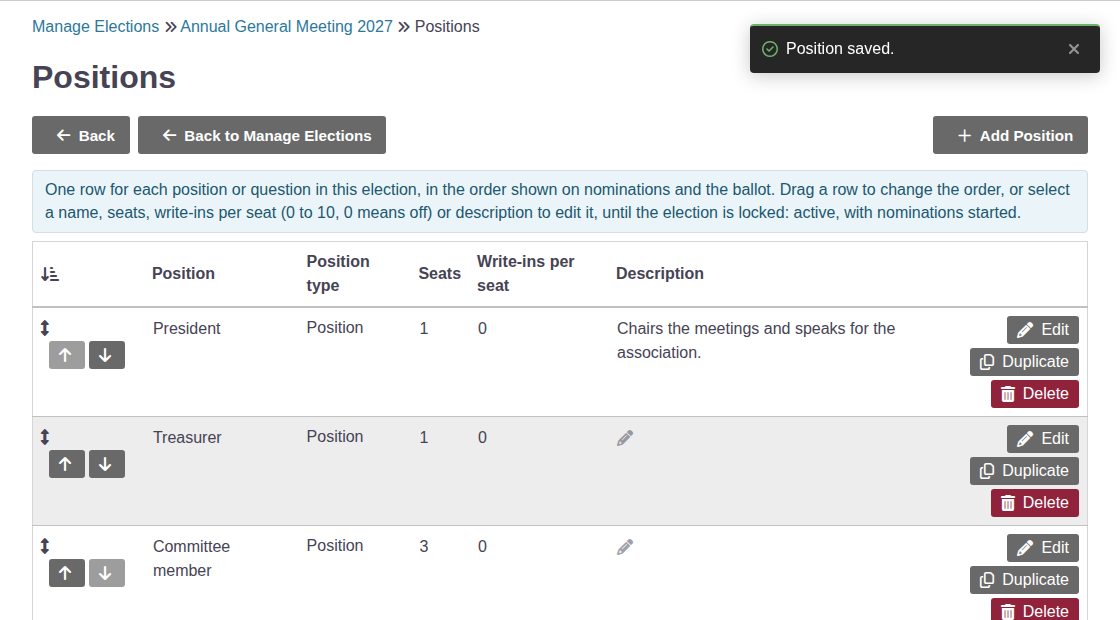 Manage Elections » Annual General Meeting 2027 » Positions
Position saved.
Positions
Back
Back to Manage Elections
Add Position
One row for each position or question in this election, in the order shown on nominations and the ballot. Drag a row to change the order, or select
a name, seats, write-ins per seat (0 to 10, 0 means off) or description to edit it, until the election is locked: active, with nominations started.
Position
Position
type
Seats
Write-ins per
seat
Description
President
Position
1
0
Chairs the meetings and speaks for the
association.
Edit
Duplicate
Delete
Treasurer
Position
1
0
Edit
Duplicate
Delete
Committee
member
Position
3
0
Edit
Duplicate
Delete